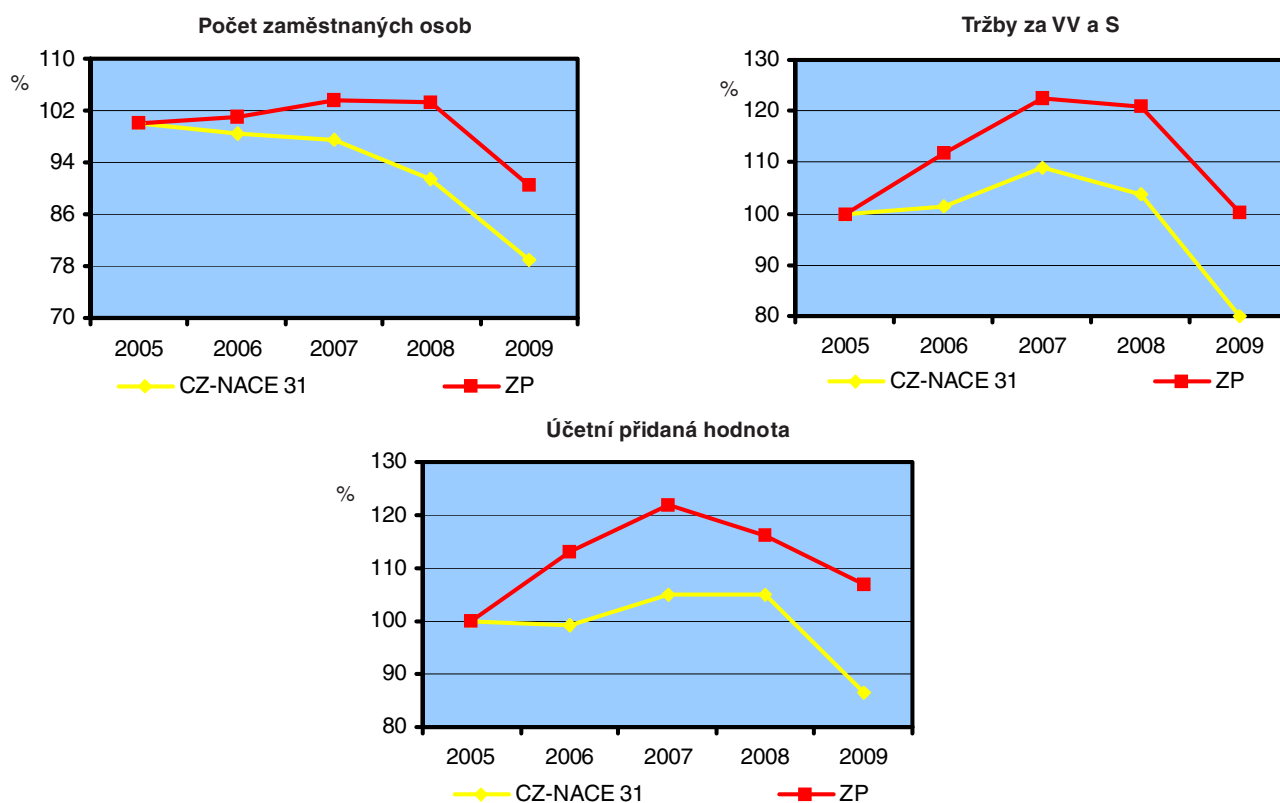 Počet zaměstnaných osob
%
110
102
94
86
78
70
2005 2006 2007 2008 2009
CZ-NACE 31 ZP
Tržby za VV a S
%
130
120
110
100
90
80
2005 2006 2007 2008 2009
CZ-NACE 31 ZP
Účetní přidaná hodnota
%
130
120
110
100
90
80
2005 2006 2007 2008 2009
CZ-NACE 31 ZP